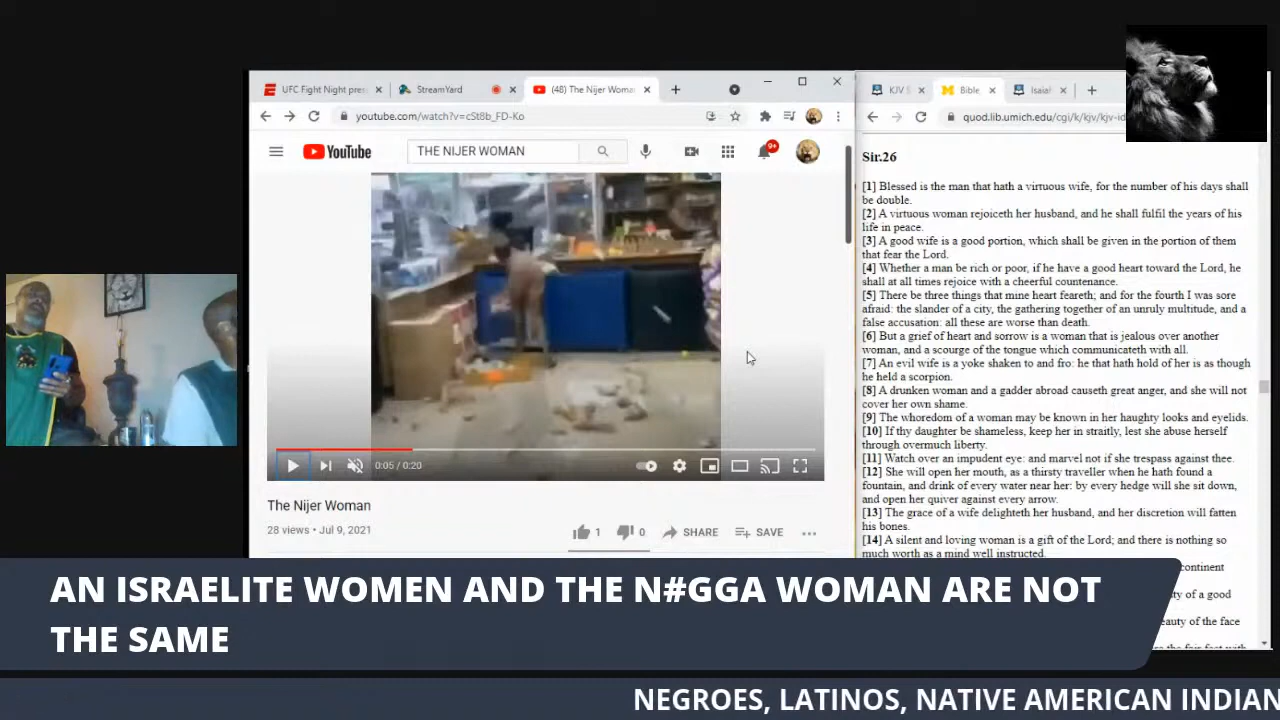 UFC Fight Night pres
StreamYard
(48) The Nijer Woma
youtube.com/watch?v=cSt8b_FD-Ko
YouTube
THE NIJER WOMAN
9+
0:05 / 0:20
The Nijer Woman
28 views • Jul 9, 2021
1
0
SHARE
SAVE
KJV S
Bible,
Isaiah
quod.lib.umich.edu/cgi/k/kjv/kjv-id
Sir.26
[1] Blessed is the man that hath a virtuous wife, for the number of his days shall
be double.
[2] A virtuous woman rejoiceth her husband, and he shall fulfil the years of his
life in peace.
[3] A good wife is a good portion, which shall be given in the portion of them
that fear the Lord.
[4] Whether a man be rich or poor, if he have a good heart toward the Lord, he
shall at all times rejoice with a cheerful countenance.
[5] There be three things that mine heart feareth; and for the fourth I was sore
afraid: the slander of a city, the gathering together of an unruly multitude, and a
false accusation: all these are worse than death.
[6] But a grief of heart and sorrow is a woman that is jealous over another
woman, and a scourge of the tongue which communicateth with all.
[7] An evil wife is a yoke shaken to and fro: he that hath hold of her is as though
he held a scorpion.
[8] A drunken woman and a gadder abroad causeth great anger, and she will not
cover her own shame.
[9] The whoredom of a woman may be known in her haughty looks and eyelids.
[10] If thy daughter be shameless, keep her in straitly, lest she abuse herself
through overmuch liberty.
[11] Watch over an impudent eye: and marvel not if she trespass against thee.
[12] She will open her mouth, as a thirsty traveller when he hath found a
fountain, and drink of every water near her: by every hedge will she sit down,
and open her quiver against every arrow.
[13] The grace of a wife delighteth her husband, and her discretion will fatten
his bones.
[14] A silent and loving woman is a gift of the Lord; and there is nothing so
much worth as a mind well instructed.
continent
ty of a good
eauty of the face
AN ISRAELITE WOMEN AND THE N#GGA WOMAN ARE NOT
THE SAME
NEGROES, LATINOS, NATIVE AMERICAN INDIAN